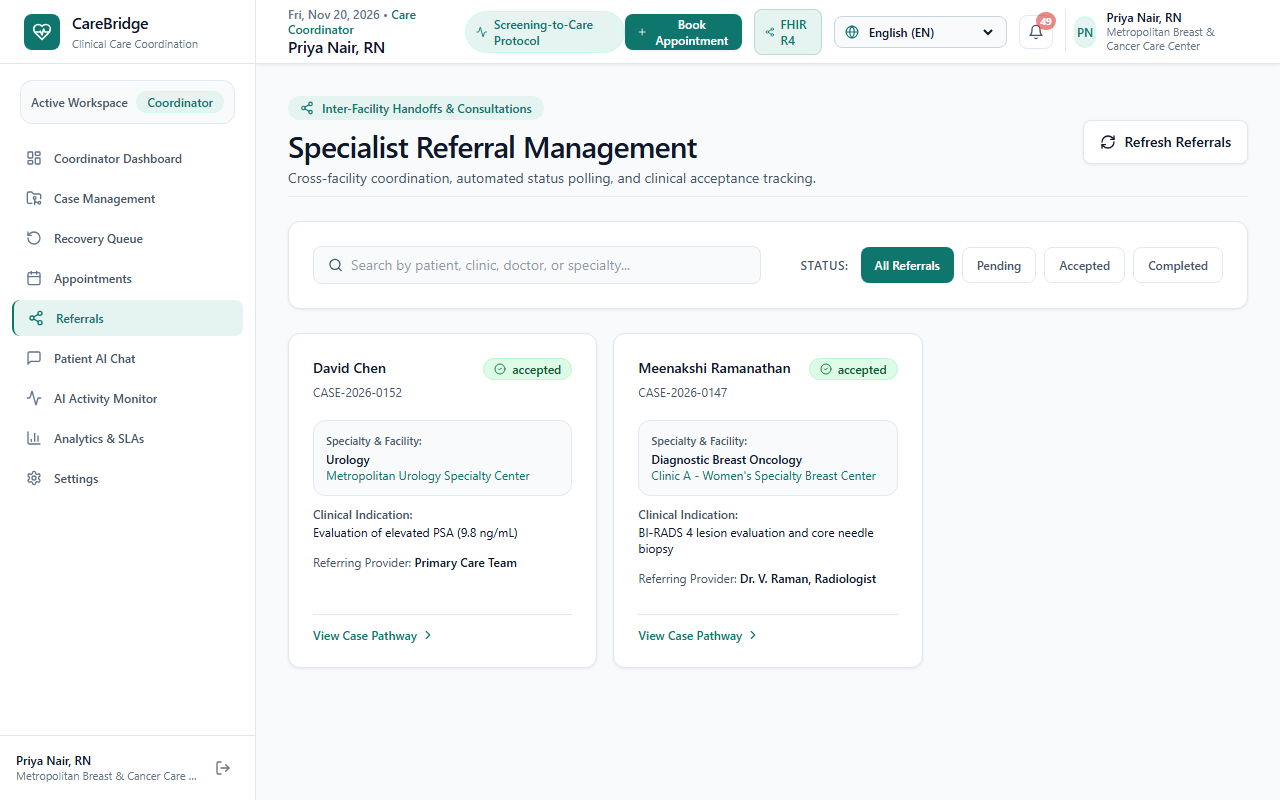 CareBridge
Clinical Care Coordination
Fri, Nov 20, 2026 • Care
Coordinator
Priya Nair, RN
Screening-to-Care
Protocol
+ Book
Appointment
FHIR
R4
English (EN)
49
PN
Priya Nair, RN
Metropolitan Breast &
Cancer Care Center
Active Workspace
Coordinator
Coordinator Dashboard
Case Management
Recovery Queue
Appointments
Referrals
Patient AI Chat
AI Activity Monitor
Analytics & SLAs
Settings
Priya Nair, RN
Metropolitan Breast & Cancer Care ...
Inter-Facility Handoffs & Consultations
Specialist Referral Management
Cross-facility coordination, automated status polling, and clinical acceptance tracking.
Refresh Referrals
Search by patient, clinic, doctor, or specialty...
STATUS:
All Referrals
Pending
Accepted
Completed
David Chen
accepted
CASE-2026-0152
Specialty & Facility:
Urology
Metropolitan Urology Specialty Center
Clinical Indication:
Evaluation of elevated PSA (9.8 ng/mL)
Referring Provider: Primary Care Team
View Case Pathway
Meenakshi Ramanathan
accepted
CASE-2026-0147
Specialty & Facility:
Diagnostic Breast Oncology
Clinic A - Women's Specialty Breast Center
Clinical Indication:
BI-RADS 4 lesion evaluation and core needle
biopsy
Referring Provider: Dr. V. Raman, Radiologist
View Case Pathway